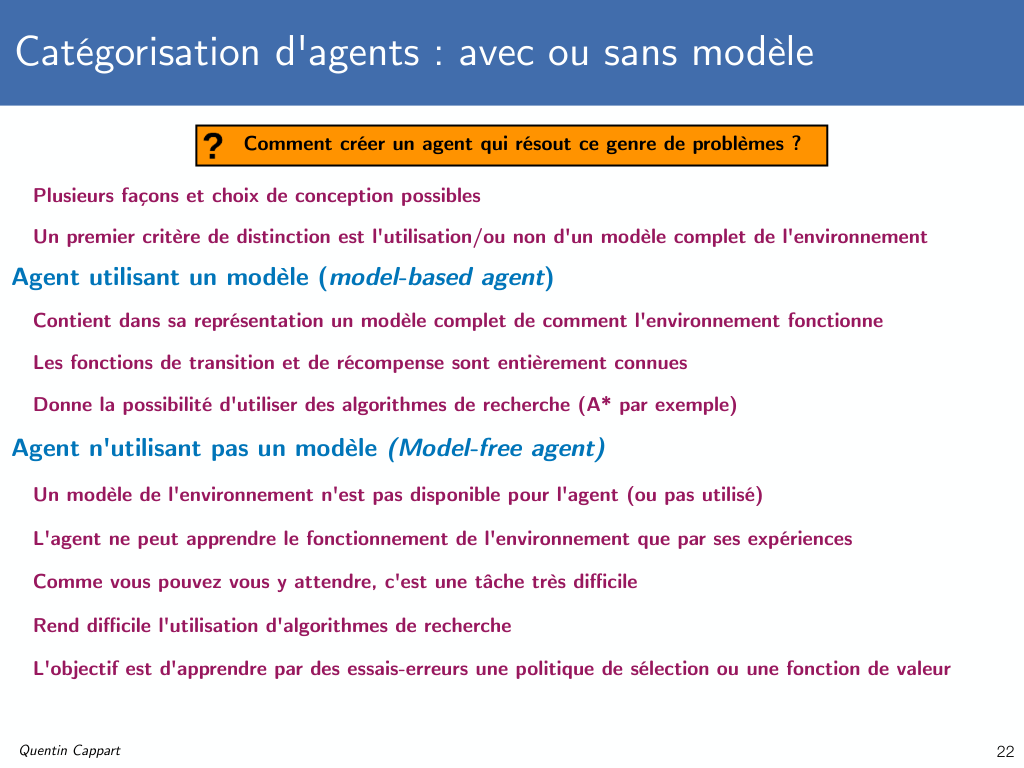 Catégorisation d'agents : avec ou sans modèle
? Comment créer un agent qui résout ce genre de problèmes ?
Plusieurs façons et choix de conception possibles
Un premier critère de distinction est l'utilisation/ou non d'un modèle complet de l'environnement
Agent utilisant un modèle (model-based agent)
Contient dans sa représentation un modèle complet de comment l'environnement fonctionne
Les fonctions de transition et de récompense sont entièrement connues
Donne la possibilité d'utiliser des algorithmes de recherche (A* par exemple)
Agent n'utilisant pas un modèle (Model-free agent)
Un modèle de l'environnement n'est pas disponible pour l'agent (ou pas utilisé)
L'agent ne peut apprendre le fonctionnement de l'environnement que par ses expériences
Comme vous pouvez vous y attendre, c'est une tâche très difficile
Rend difficile l'utilisation d'algorithmes de recherche
L'objectif est d'apprendre par des essais-erreurs une politique de sélection ou une fonction de valeur
Quentin Cappart
22